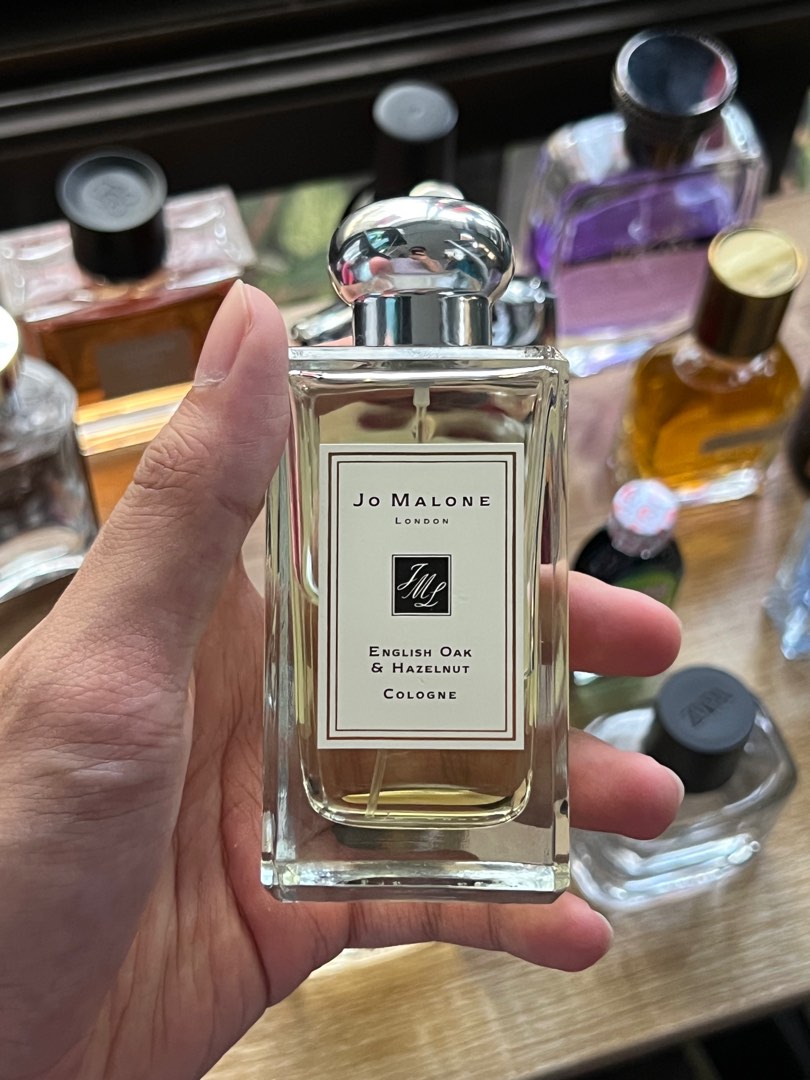 JO MALONE
LONDON
JML
ENGLISH OAK
& HAZELNUT
COLOGNE
ZARA